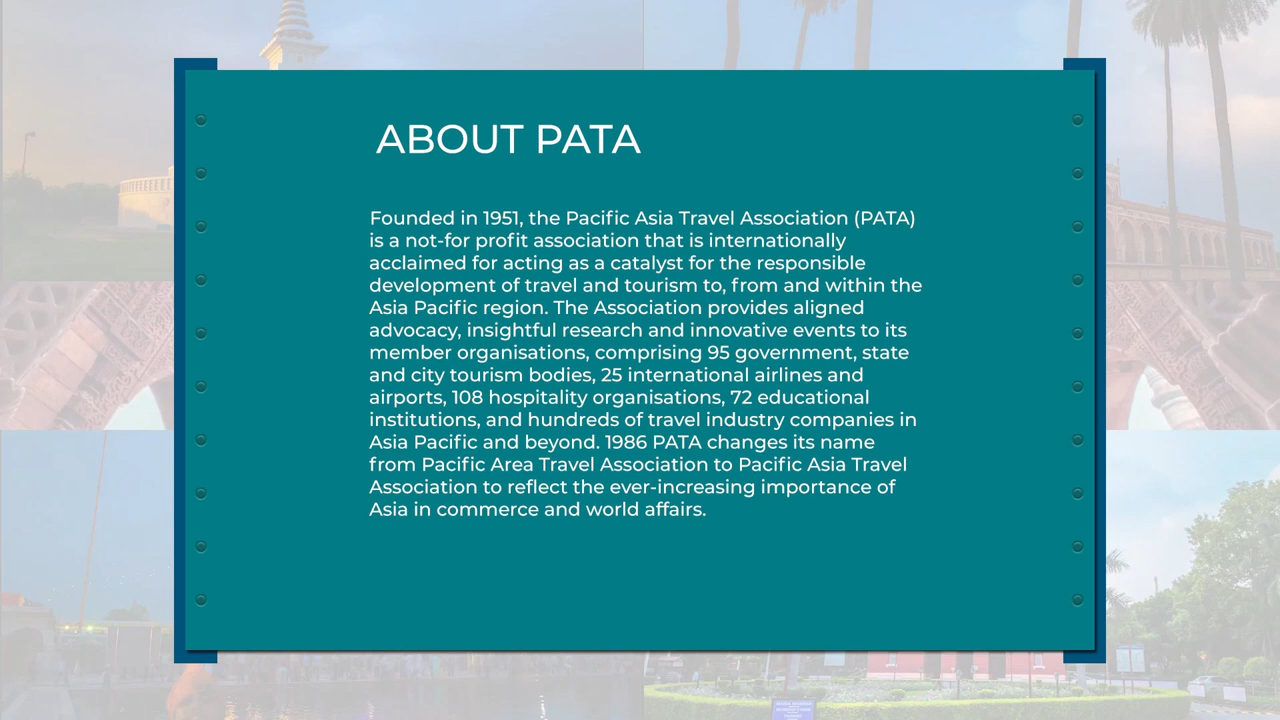 ABOUT PATA
Founded in 1951, the Pacific Asia Travel Association (PATA)
is a not-for profit association that is internationally
acclaimed for acting as a catalyst for the responsible
development of travel and tourism to, from and within the
Asia Pacific region. The Association provides aligned
advocacy, insightful research and innovative events to its
member organisations, comprising 95 government, state
and city tourism bodies, 25 international airlines and
airports, 108 hospitality organisations, 72 educational
institutions, and hundreds of travel industry companies in
Asia Pacific and beyond. 1986 PATA changes its name
from Pacific Area Travel Association to Pacific Asia Travel
Association to reflect the ever-increasing importance of
Asia in commerce and world affairs.